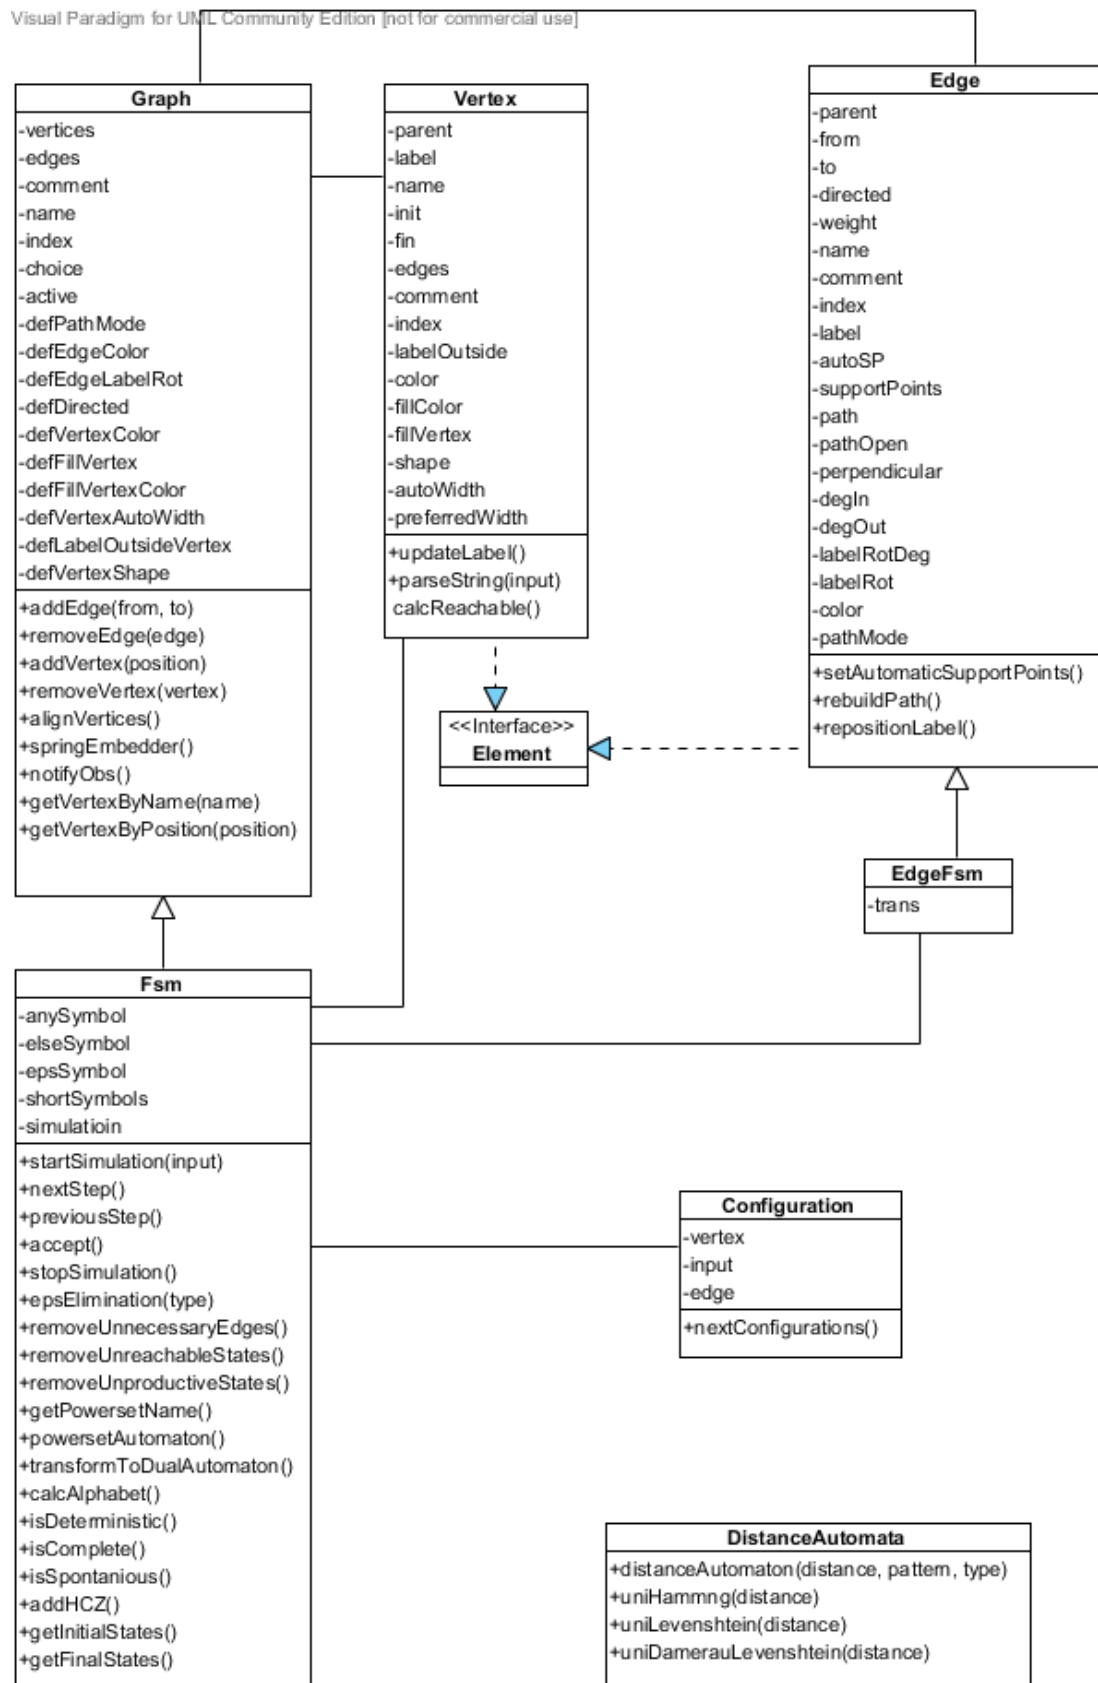 Visual Paradigm for UML Community Edition [not for commercial use]
Graph
-vertices
-edges
-comment
-name
-index
-choice
-active
-defPathMode
-defEdgeColor
-defEdgeLabelRot
-defDirected
-defVertexColor
-defFillVertex
-defFillVertexColor
-defVertexAutoWidth
-defLabelOutsideVertex
-defVertexShape
+addEdge(from, to)
+removeEdge(edge)
+addVertex(position)
+removeVertex(vertex)
+alignVertices()
+springEmbedder()
+notifyObs()
+getVertexByName(name)
+getVertexByPosition(position)
Vertex
-parent
-label
-name
-init
-fin
-edges
-comment
-index
-labelOutside
-color
-fillColor
-fillVertex
-shape
-autoWidth
-preferredWidth
+updateLabel()
+parseString(input)
calcReachable()
Edge
-parent
-from
-to
-directed
-weight
-name
-comment
-index
-label
-autoSP
-supportPoints
-path
-pathOpen
-perpendicular
-degIn
-degOut
-labelRotDeg
-labelRot
-color
-pathMode
+setAutomaticSupportPoints()
+rebuildPath()
+repositionLabel()
<<Interface>>
Element
EdgeFsm
-trans
Fsm
-anySymbol
-elseSymbol
-epsSymbol
-shortSymbols
-simulatioin
+startSimulation(input)
+nextStep()
+previousStep()
+accept()
+stopSimulation()
+epsElimination(type)
+removeUnnecessaryEdges()
+removeUnreachableStates()
+removeUnproductiveStates()
+getPowersetName()
+powersetAutomaton()
+transformToDualAutomaton()
+calcAlphabet()
+isDeterministic()
+isComplete()
+isSpontanious()
+addHCZ()
+getInitialStates()
+getFinalStates()
Configuration
-vertex
-input
-edge
+nextConfigurations()
DistanceAutomata
+distanceAutomaton(distance, pattern, type)
+uniHammng(distance)
+uniLevenshtein(distance)
+uniDamerauLevenshtein(distance)